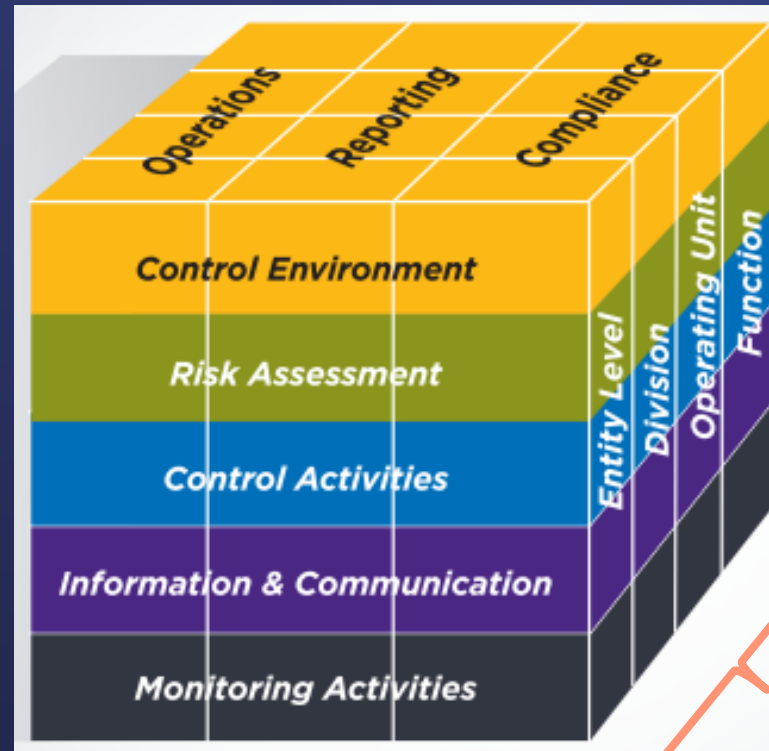 Operations
Reporting
Compliance
Control Environment
Risk Assessment
Control Activities
Information & Communication
Monitoring Activities
Entity Level
Division
Operating Unit
Function